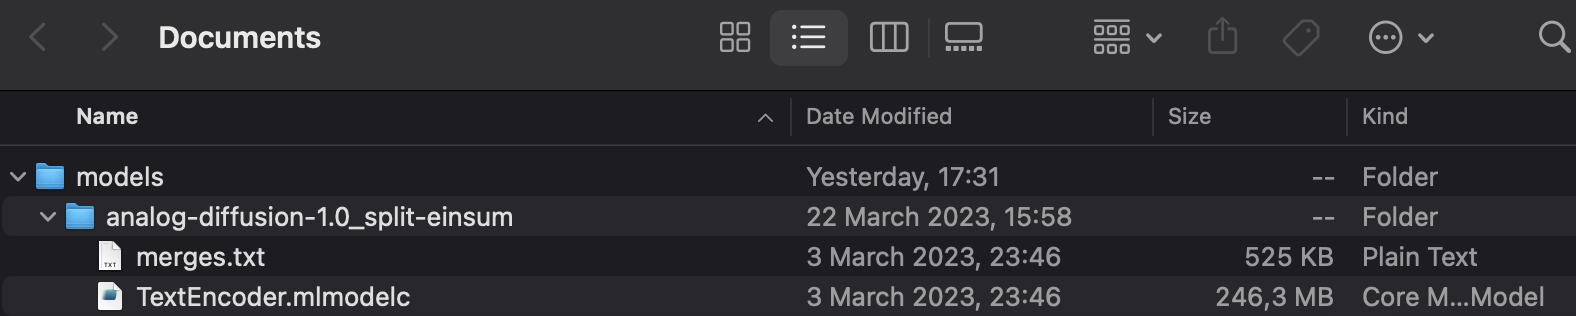 Documents
Name Date Modified Size Kind
models Yesterday, 17:31 -- Folder
analog-diffusion-1.0_split-einsum 22 March 2023, 15:58 -- Folder
TXT merges.txt 3 March 2023, 23:46 525 KB Plain Text
TextEncoder.mlmodelc 3 March 2023, 23:46 246,3 MB Core M...Model